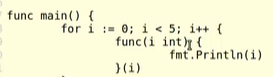 func main() {
        for i := 0; i < 5; i++ {
                func(i int) {
                        fmt.Println(i)
                }(i)